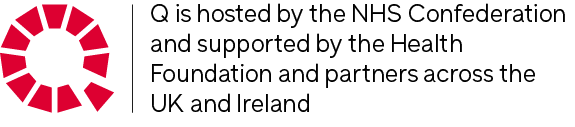 Q is hosted by the NHS Confederation
and supported by the Health
Foundation and partners across the
UK and Ireland